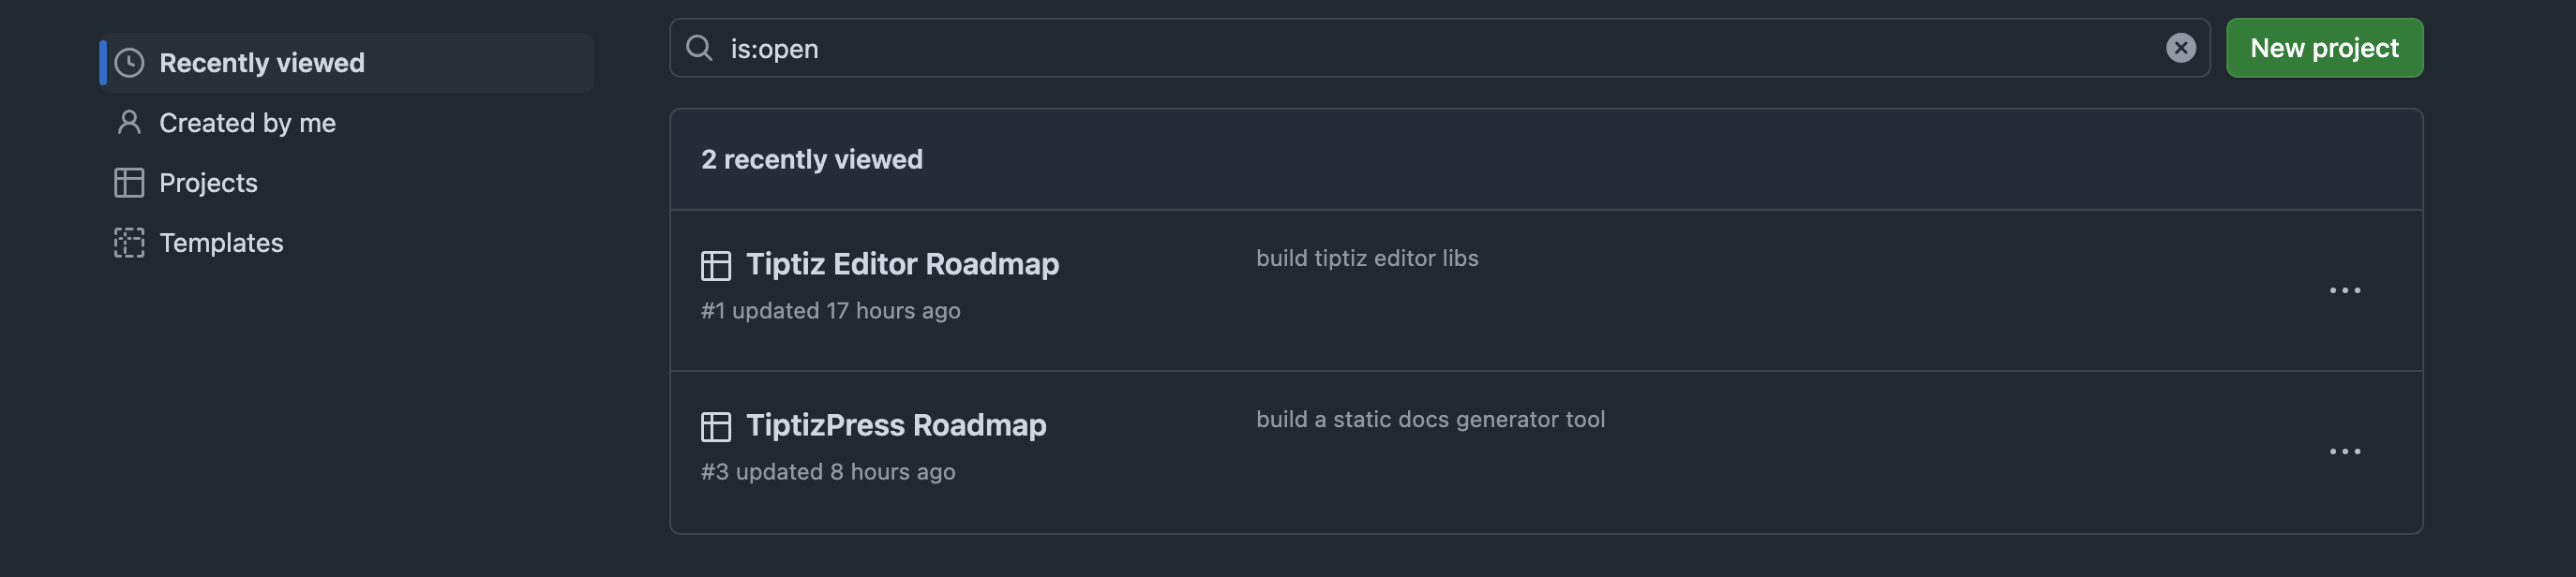 Recently viewed
Created by me
Projects
Templates
is:open
New project
2 recently viewed
Tiptiz Editor Roadmap
build tiptiz editor libs
#1 updated 17 hours ago
TiptizPress Roadmap
build a static docs generator tool
#3 updated 8 hours ago